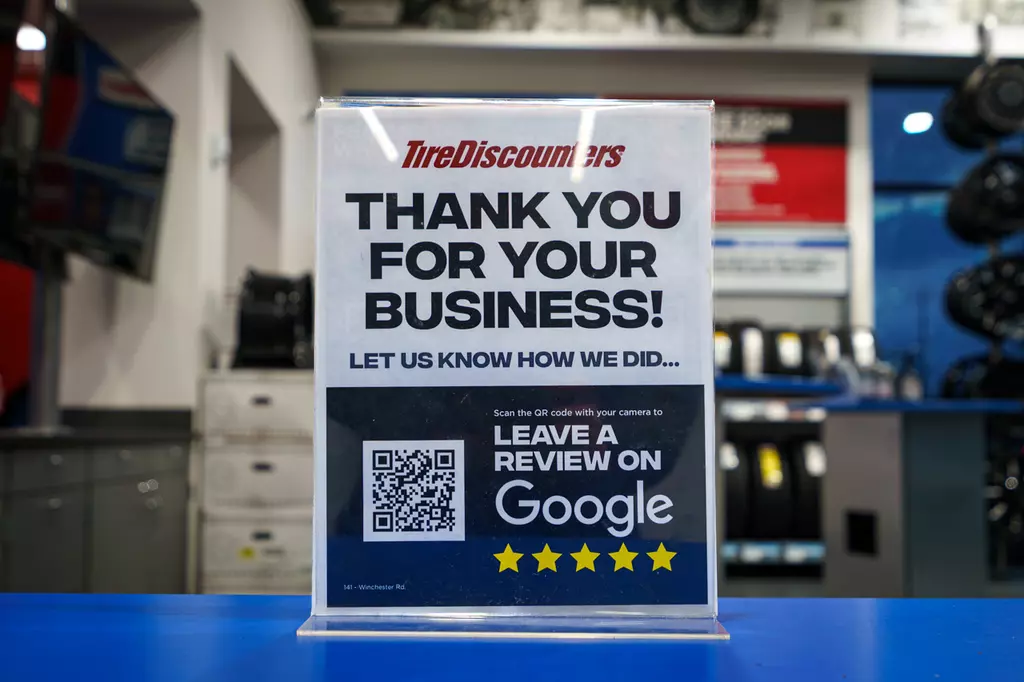 TireDiscounters
THANK YOU
FOR YOUR
BUSINESS!
LET US KNOW HOW WE DID...
Scan the QR code with your camera to
LEAVE A
REVIEW ON
Google
141 - Winchester Rd.